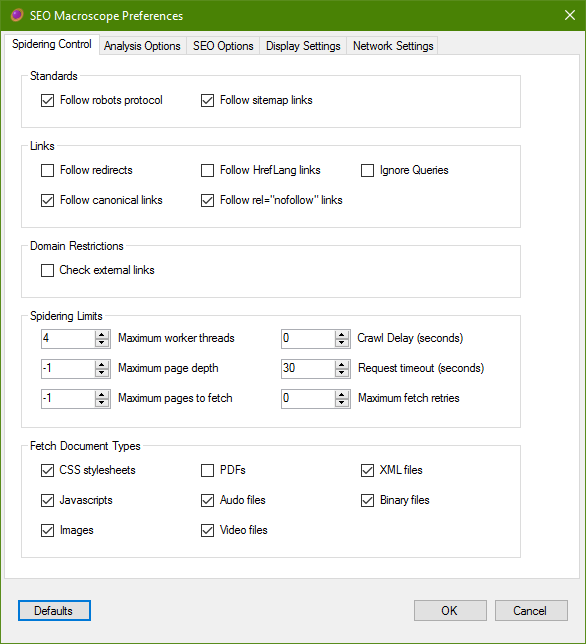 SEO Macroscope Preferences
Spidering Control Analysis Options SEO Options Display Settings Network Settings
Standards
Follow robots protocol Follow sitemap links
Links
Follow redirects Follow HrefLang links Ignore Queries
Follow canonical links Follow rel="nofollow" links
Domain Restrictions
Check external links
Spidering Limits
4 Maximum worker threads 0 Crawl Delay (seconds)
-1 Maximum page depth 30 Request timeout (seconds)
-1 Maximum pages to fetch 0 Maximum fetch retries
Fetch Document Types
CSS stylesheets PDFs XML files
Javascripts Audo files Binary files
Images Video files
Defaults OK Cancel